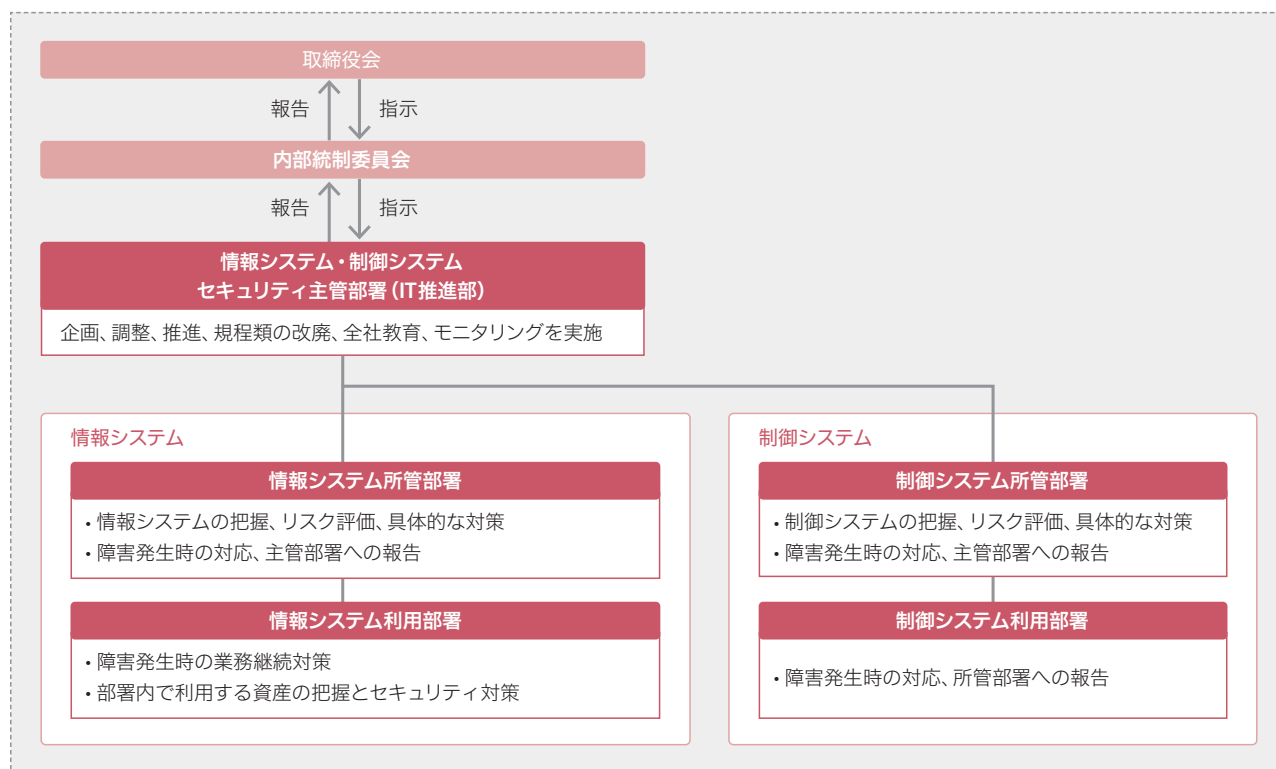 取締役会
報告
指示
内部統制委員会
報告
指示
情報システム・制御システム
セキュリティ主管部署（IT推進部）
企画、調整、推進、規程類の改廃、全社教育、モニタリングを実施
情報システム
情報システム所管部署
・情報システムの把握、リスク評価、具体的な対策
・障害発生時の対応、主管部署への報告
情報システム利用部署
・障害発生時の業務継続対策
・部署内で利用する資産の把握とセキュリティ対策
制御システム
制御システム所管部署
・制御システムの把握、リスク評価、具体的な対策
・障害発生時の対応、主管部署への報告
制御システム利用部署
・障害発生時の対応、所管部署への報告